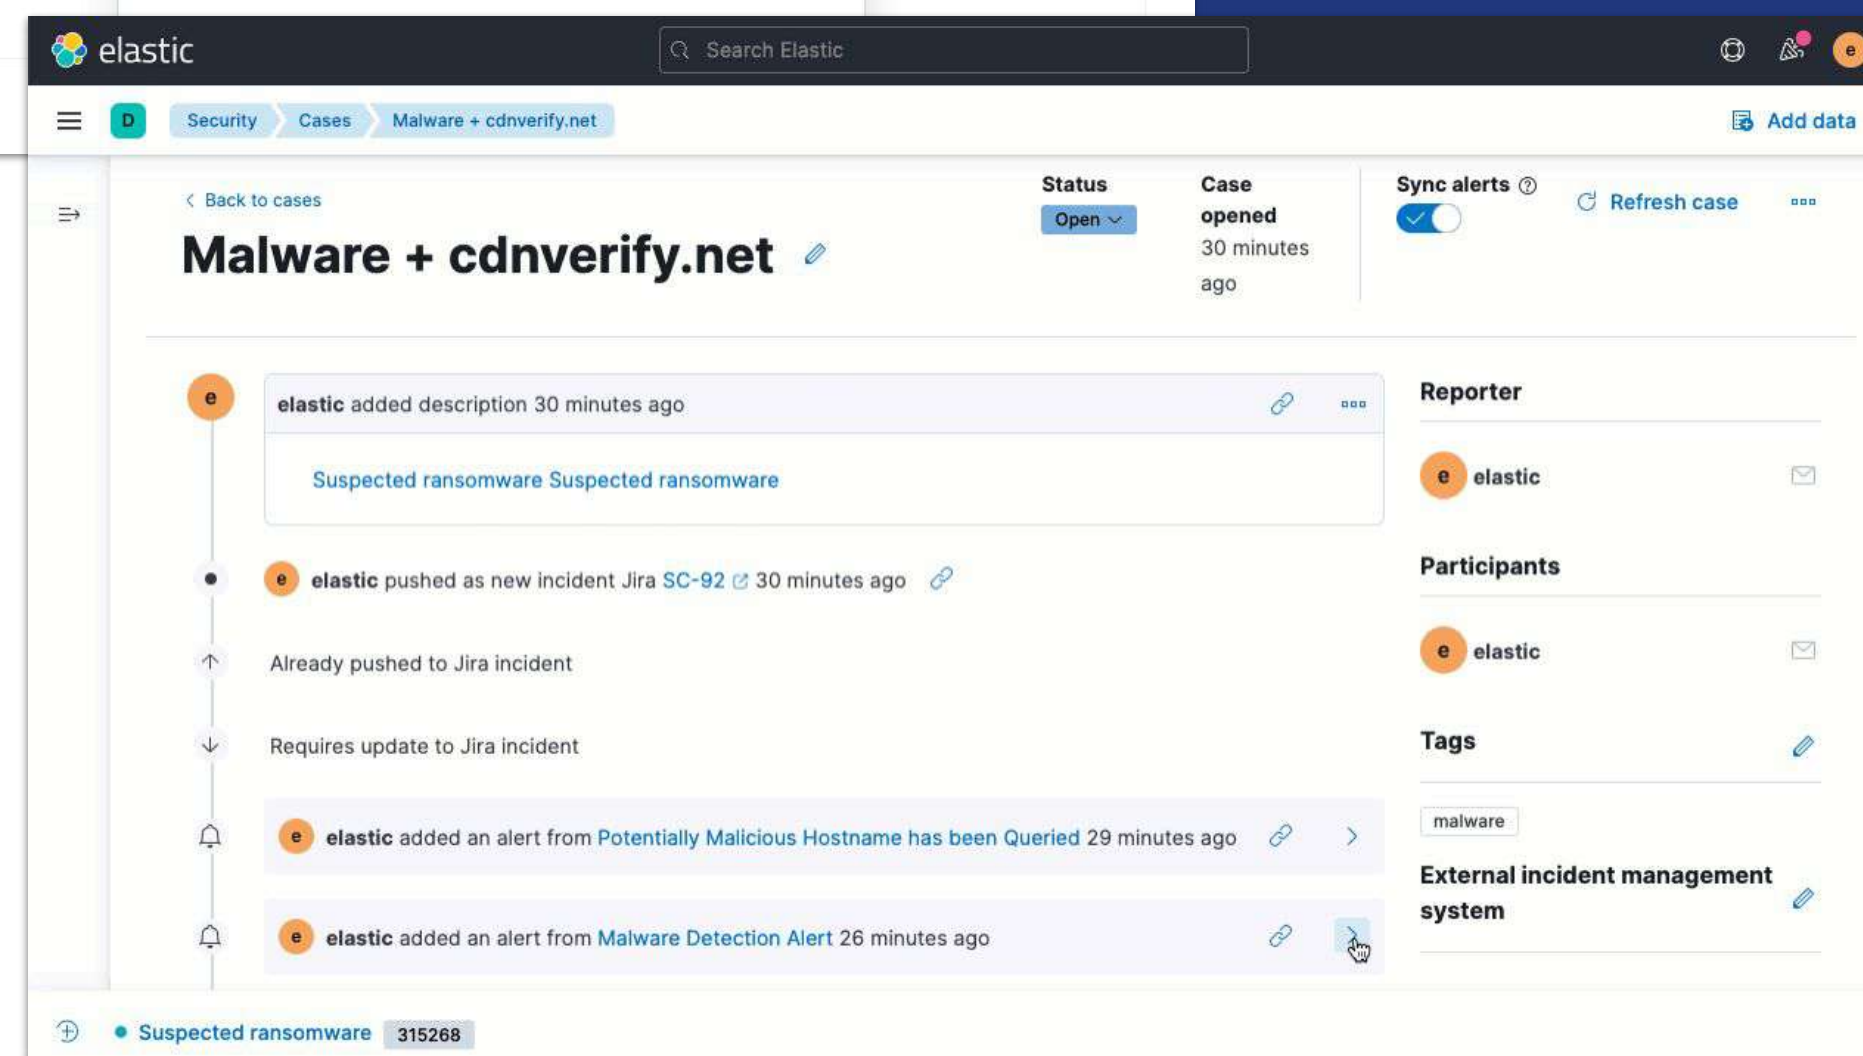 elastic
Search Elastic
e
D
Security
Cases
Malware + cdnverify.net
Add data
Back to cases
Malware + cdnverify.net
Status
Open
Case
opened
30 minutes
ago
Sync alerts
Refresh case
e
elastic added description 30 minutes ago
Suspected ransomware Suspected ransomware
e elastic pushed as new incident Jira SC-92 30 minutes ago
Already pushed to Jira incident
Requires update to Jira incident
e elastic added an alert from Potentially Malicious Hostname has been Queried 29 minutes ago
e elastic added an alert from Malware Detection Alert 26 minutes ago
Reporter
e elastic
Participants
e elastic
Tags
malware
External incident management
system
Suspected ransomware 315268